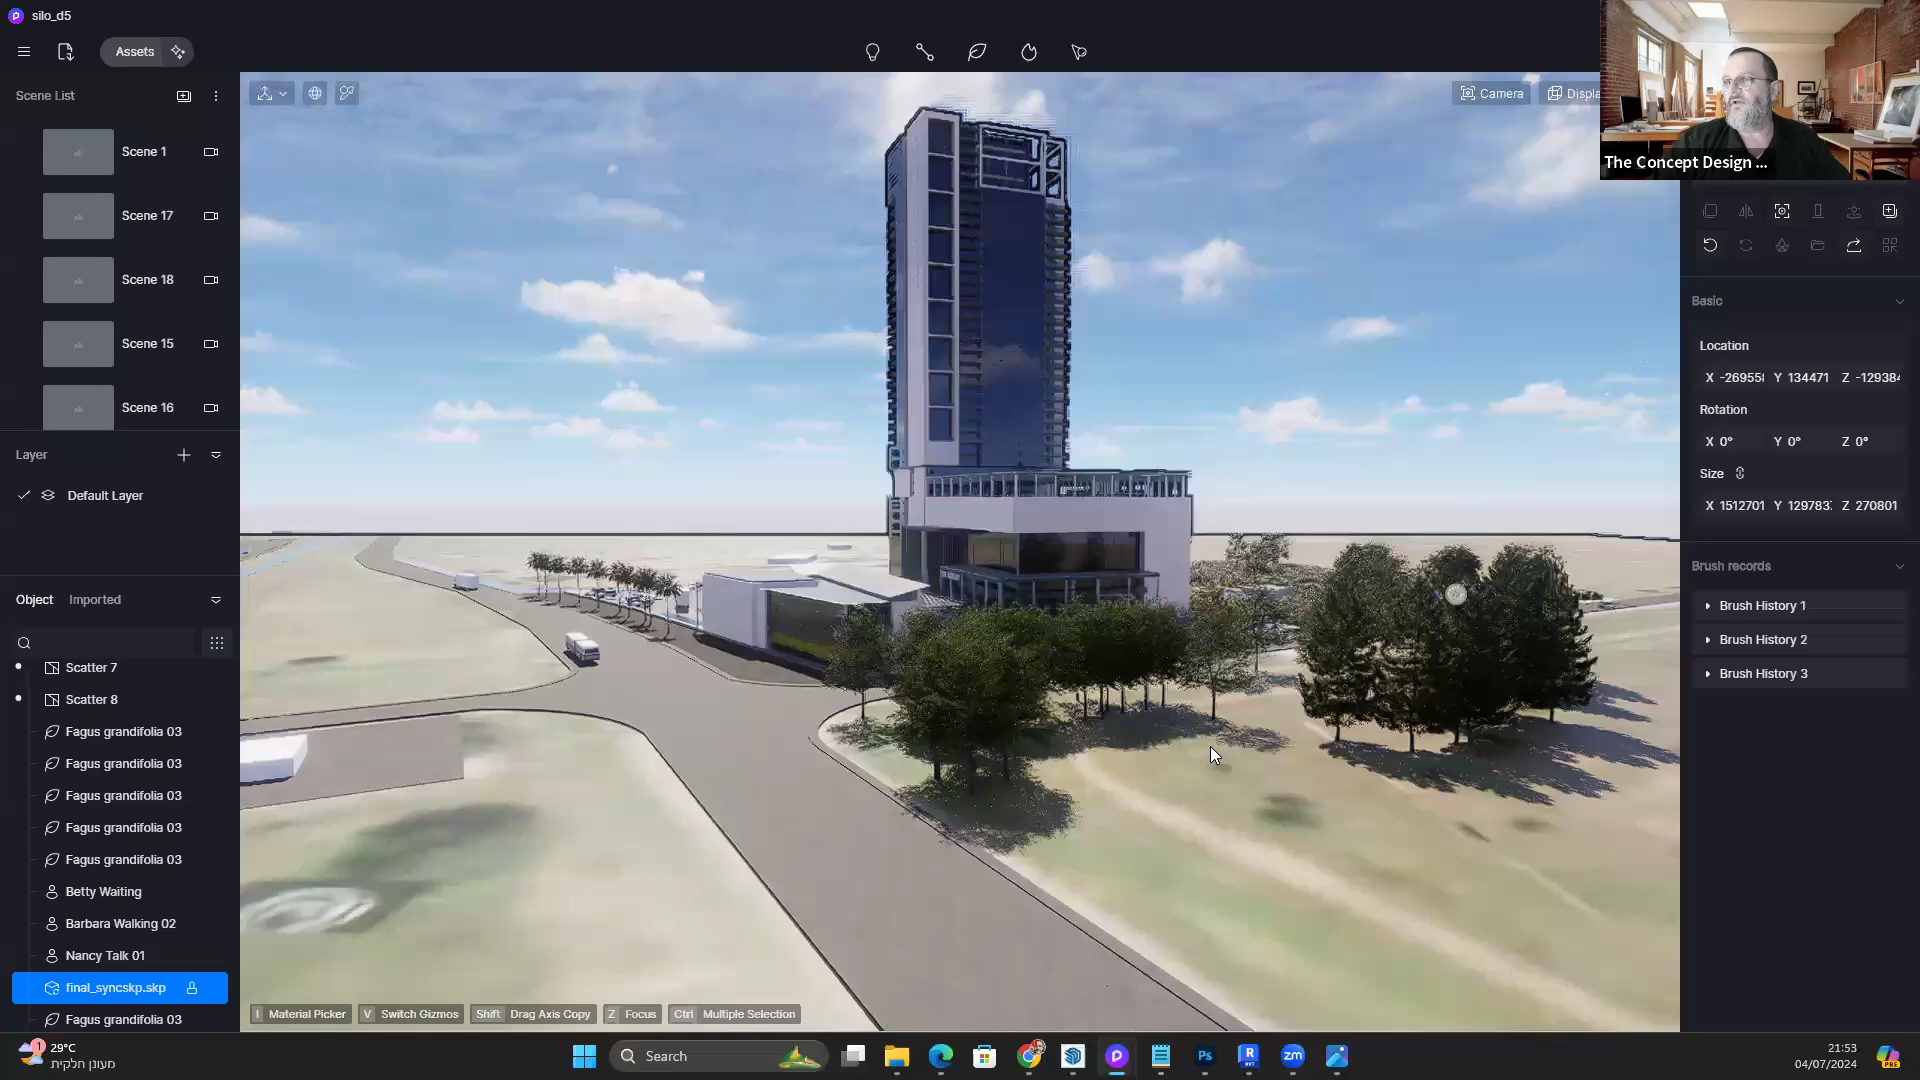 silo_d5
Assets
Scene List
Scene 1
Scene 17
Scene 18
Scene 15
Scene 16
Layer
Default Layer
Object
Imported
Scatter 7
Scatter 8
Fagus grandifolia 03
Fagus grandifolia 03
Fagus grandifolia 03
Fagus grandifolia 03
Fagus grandifolia 03
Betty Waiting
Barbara Walking 02
Nancy Talk 01
final_syncskp.skp
Fagus grandifolia 03
Camera
Displa
The Concept Design ...
Basic
Location
X -26955 Y 134471 Z -12938
Rotation
X 0° Y 0° Z 0°
Size
X 1512701 Y 129783 Z 270801
Brush records
Brush History 1
Brush History 2
Brush History 3
I Material Picker V Switch Gizmos Shift Drag Axis Copy Z Focus Ctrl Multiple Selection
1
29°C
מעונן חלקית
Search
Ps
R
zm
PRE
21:53
04/07/2024